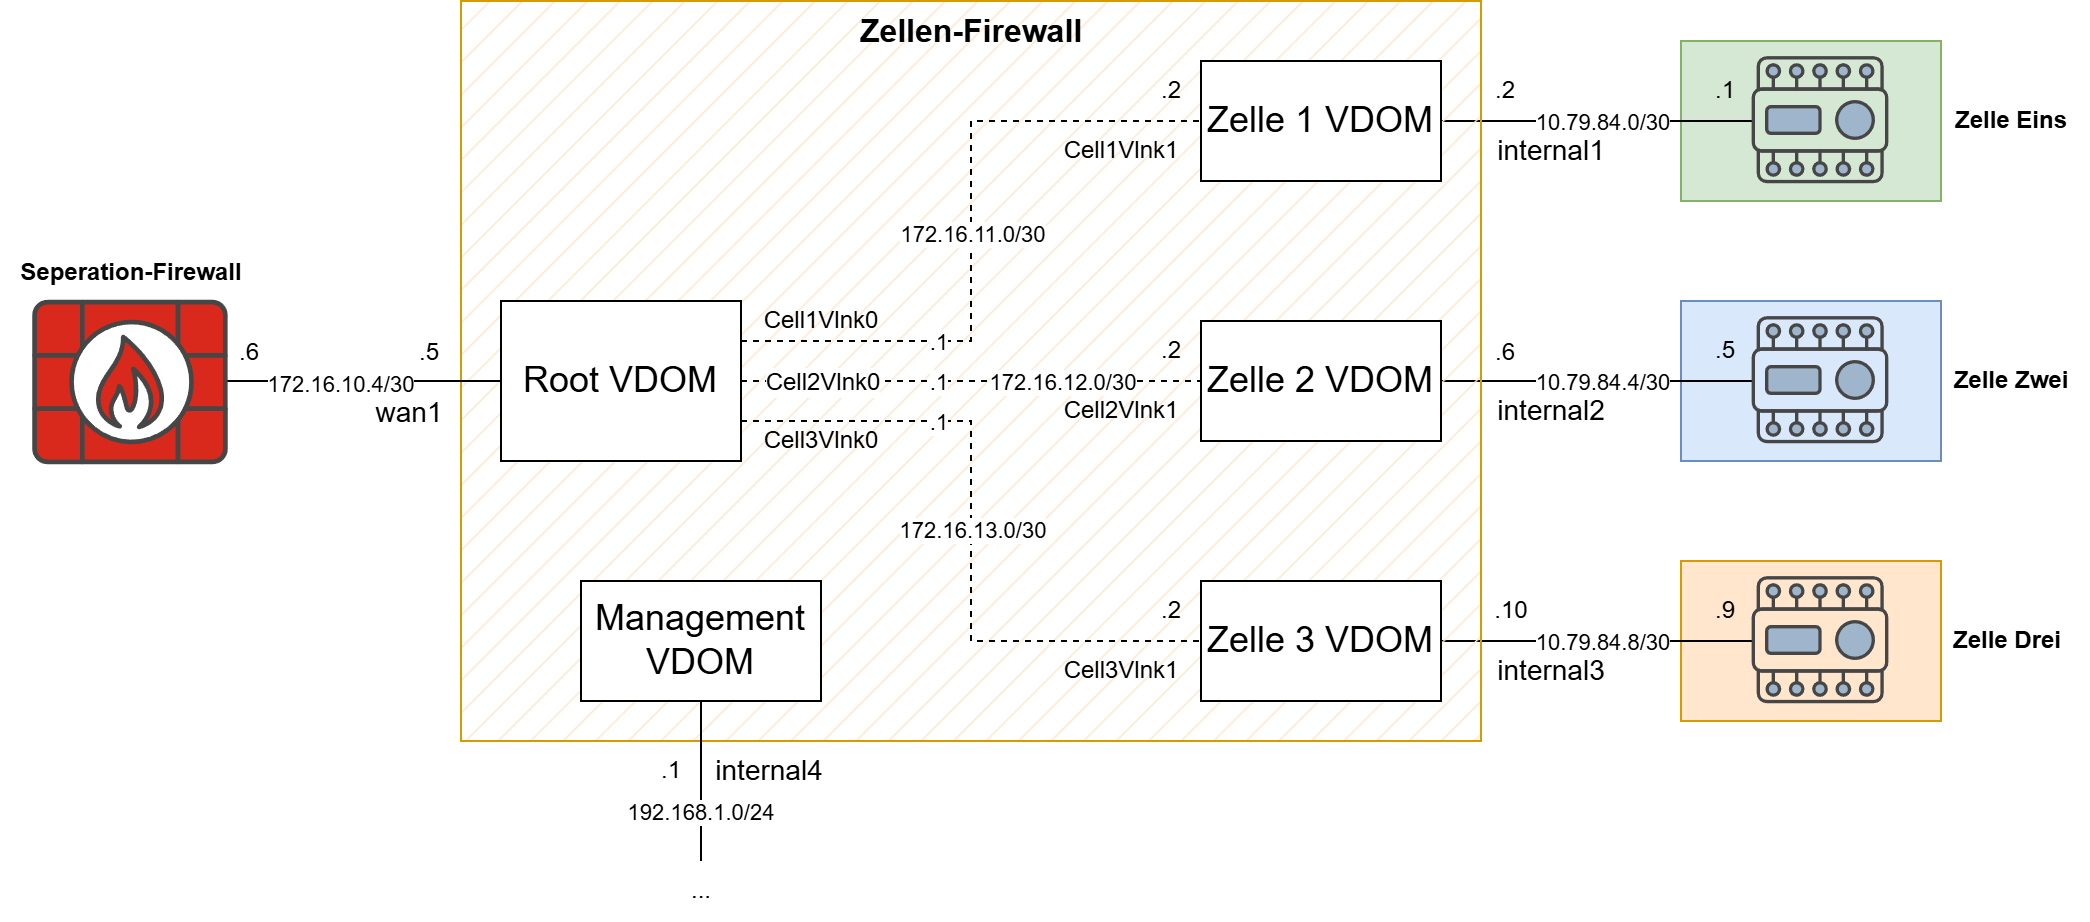 Zellen-Firewall
.2
Zelle 1 VDOM
.2
10.79.84.0/30
.1
Zelle Eins
Cell1Vlnk1
internal1
172.16.11.0/30
Seperation-Firewall
.6
172.16.10.4/30
.5
wan1
Root VDOM
Cell1Vlnk0
.1
Cell2Vlnk0
.1
172.16.12.0/30
.2
Cell2Vlnk1
Zelle 2 VDOM
.6
10.79.84.4/30
.5
Zelle Zwei
internal2
.1
Cell3Vlnk0
172.16.13.0/30
Management
VDOM
.2
Cell3Vlnk1
Zelle 3 VDOM
.10
10.79.84.8/30
.9
Zelle Drei
internal3
.1
internal4
192.168.1.0/24
...